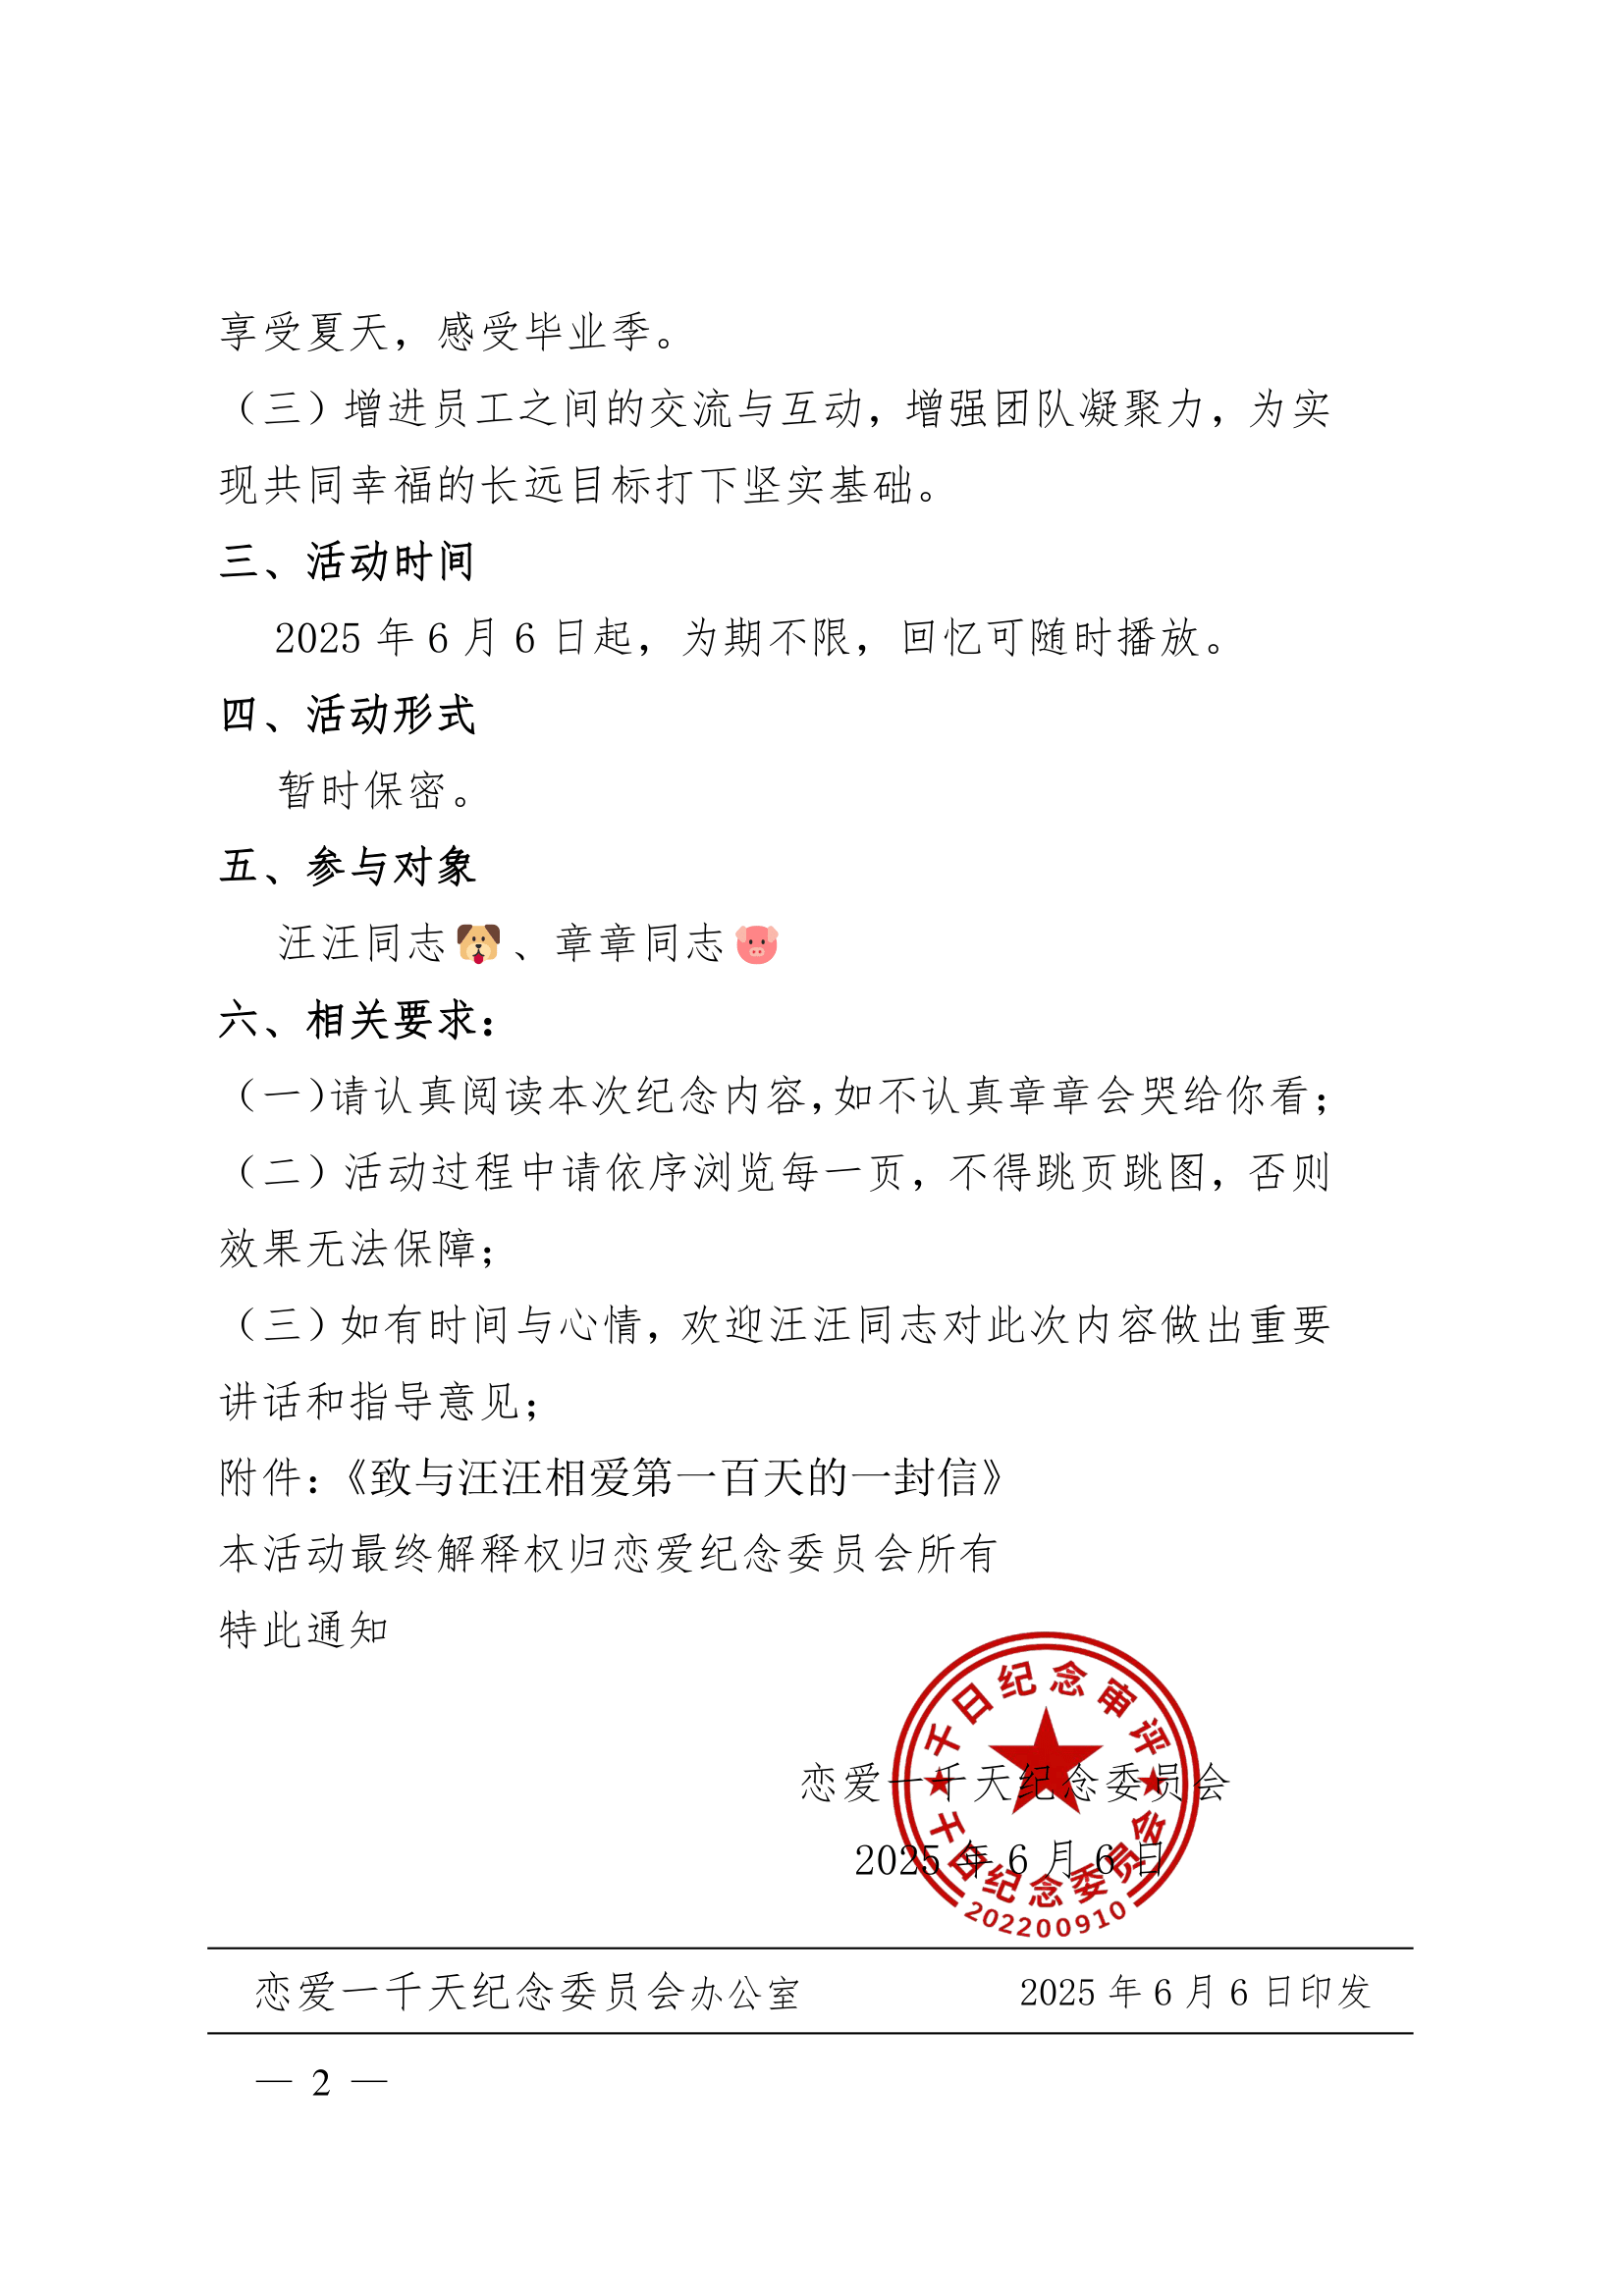 享受夏天，感受毕业季。
（三）增进员工之间的交流与互动，增强团队凝聚力，为实
现共同幸福的长远目标打下坚实基础。
三、活动时间
2025 年 6 月 6 日起，为期不限，回忆可随时播放。
四、活动形式
暂时保密。
五、参与对象
汪汪同志🐶、章章同志🐷
六、相关要求：
（一）请认真阅读本次纪念内容，如不认真章章会哭给你看；
（二）活动过程中请依序浏览每一页，不得跳页跳图，否则
效果无法保障；
（三）如有时间与心情，欢迎汪汪同志对此次内容做出重要
讲话和指导意见；
附件：《致与汪汪相爱第一百天的一封信》
本活动最终解释权归恋爱纪念委员会所有
特此通知
千日纪念审评
恋爱一千天纪念委员会
2025 年 6 月 6 日
千日纪念委员会
202200910
恋爱一千天纪念委员会办公室 2025 年 6 月 6 日印发
— 2 —